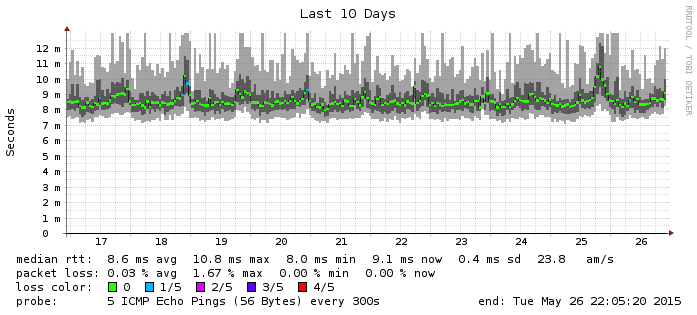 Last 10 Days
RRDTOOL / TOBI OETIKER
Seconds
12 m
11 m
10 m
9 m
8 m
7 m
6 m
5 m
4 m
3 m
2 m
1 m
0
17 18 19 20 21 22 23 24 25 26
median rtt: 8.6 ms avg 10.8 ms max 8.0 ms min 9.1 ms now 0.4 ms sd 23.8 am/s
packet loss: 0.03 % avg 1.67 % max 0.00 % min 0.00 % now
loss color: 0 1/5 2/5 3/5 4/5
probe: 5 ICMP Echo Pings (56 Bytes) every 300s end: Tue May 26 22:05:20 2015